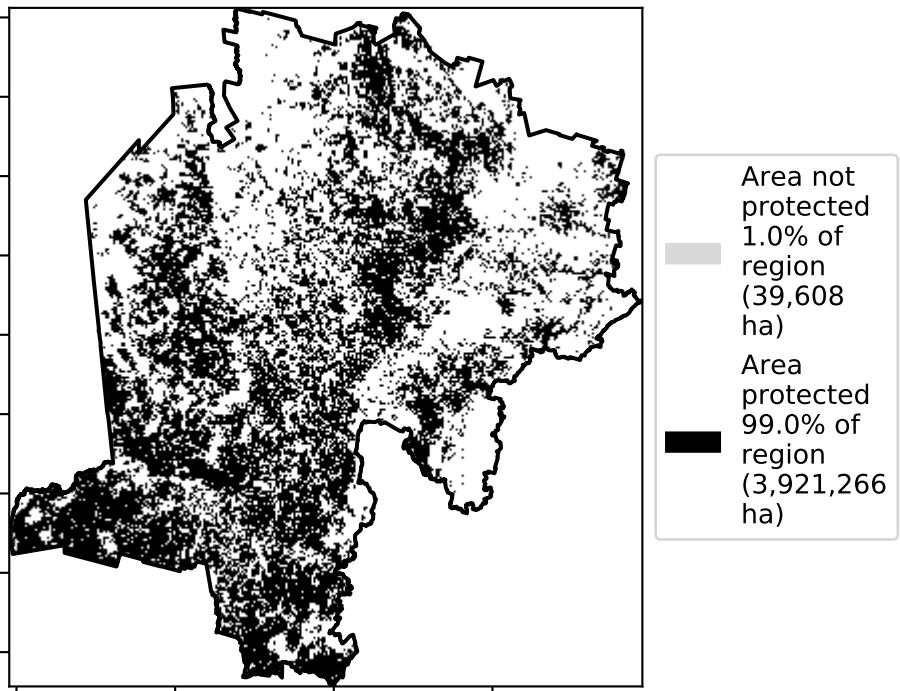 Area not
protected
1.0% of
region
(39,608
ha)
Area
protected
99.0% of
region
(3,921,266
ha)